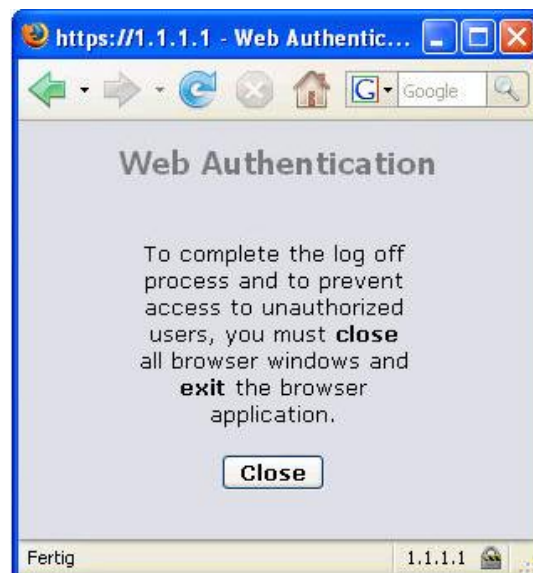 https://1.1.1.1 - Web Authentic...
G Google
Web Authentication
To complete the log off
process and to prevent
access to unauthorized
users, you must close
all browser windows and
exit the browser
application.
Close
Fertig 1.1.1.1